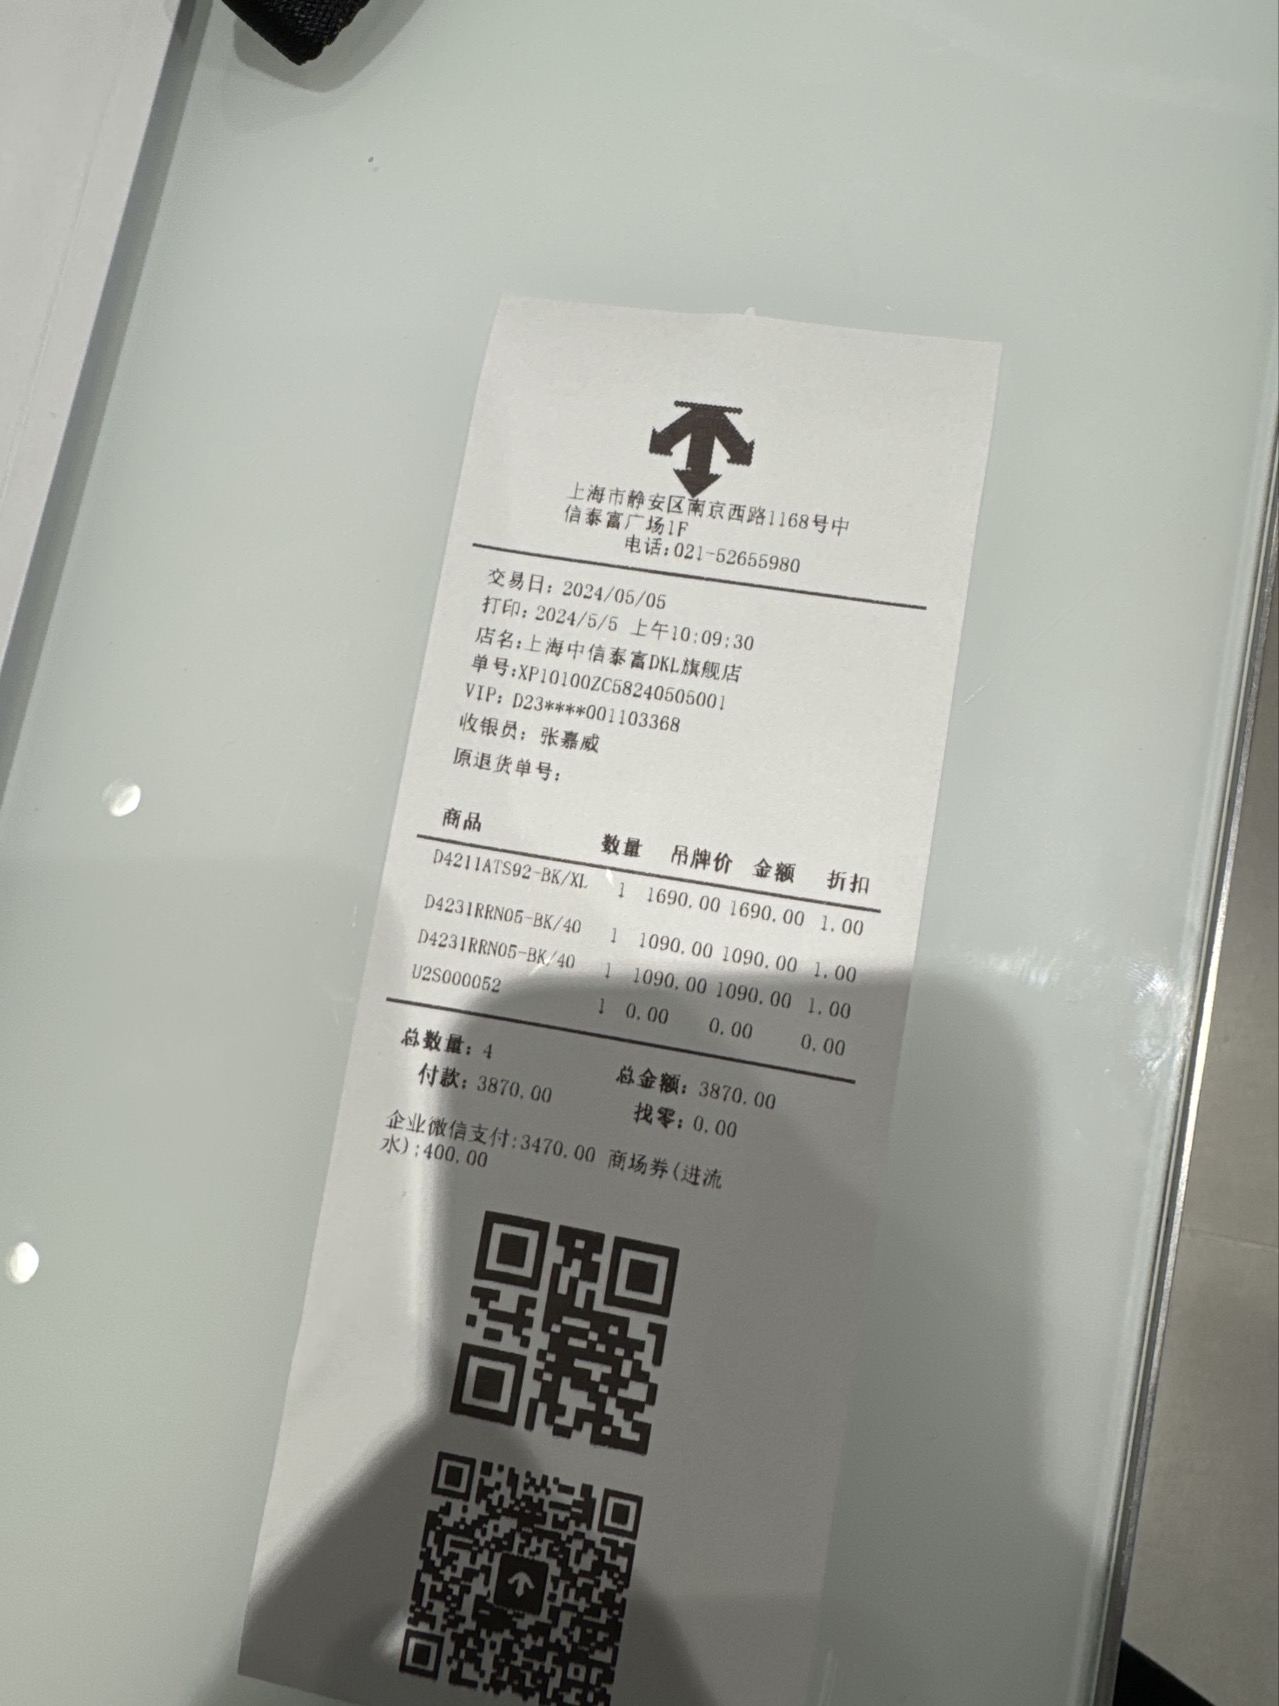 上海市静安区南京西路1168号中
信泰富广场1F
电话:021-52655980
交易日: 2024/05/05
打印: 2024/5/5 上午10:09:30
店名:上海中信泰富DKL旗舰店
单号:XP10100ZC58240505001
VIP: D23****001103368
收银员: 张嘉威
原退货单号:
商品 数量 吊牌价 金额 折扣
D4211ATS92-BK/XL 1 1690.00 1690.00 1.00
D4231RRN05-BK/40 1 1090.00 1090.00 1.00
D4231RRN05-BK/40 1 1090.00 1090.00 1.00
U2S000052 1 0.00 0.00 0.00
总数量: 4 总金额: 3870.00
付款: 3870.00 找零: 0.00
企业微信支付:3470.00 商场券(进流
水):400.00